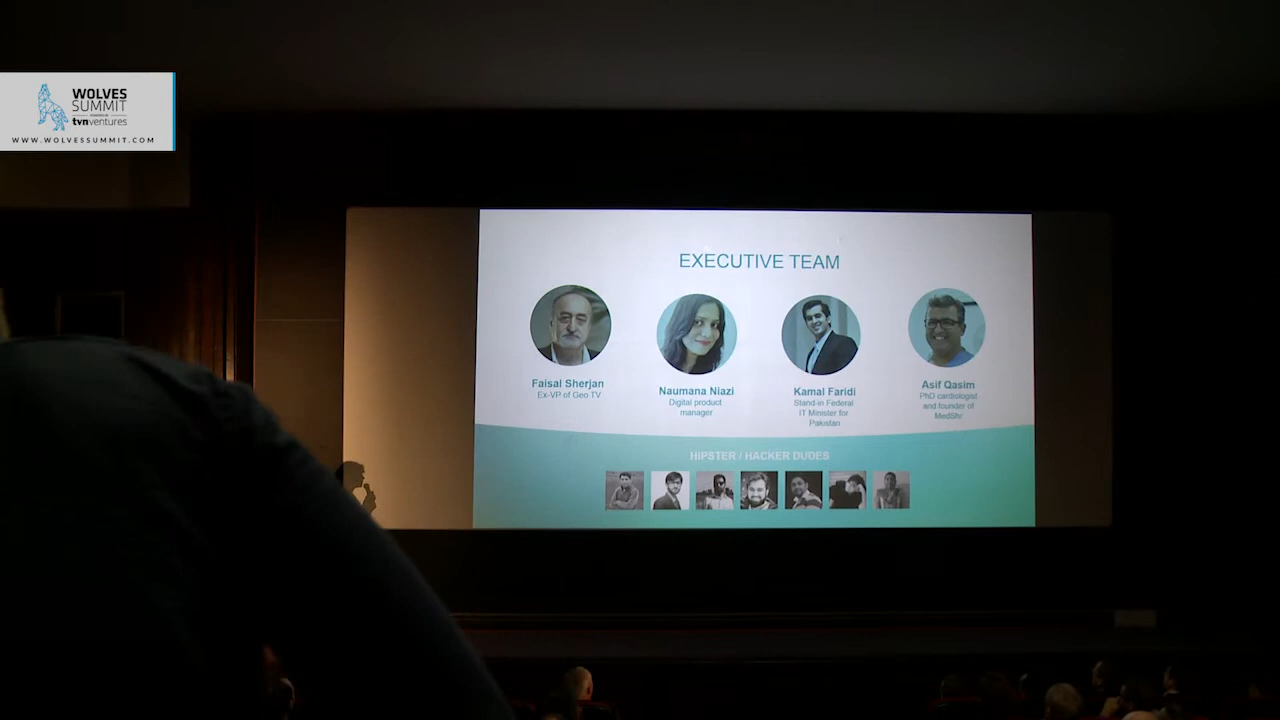 WOLVES
SUMMIT
tvnventures
WWW.WOLVESSUMMIT.COM
EXECUTIVE TEAM
Faisal Sherjan
Ex-VP of Geo TV
Naumana Niazi
Digital product
manager
Kamal Faridi
Stand-in Federal
IT Minister for
Pakistan
Asif Qasim
PhD cardiologist
and founder of
MedShr
HIPSTER / HACKER DUDES